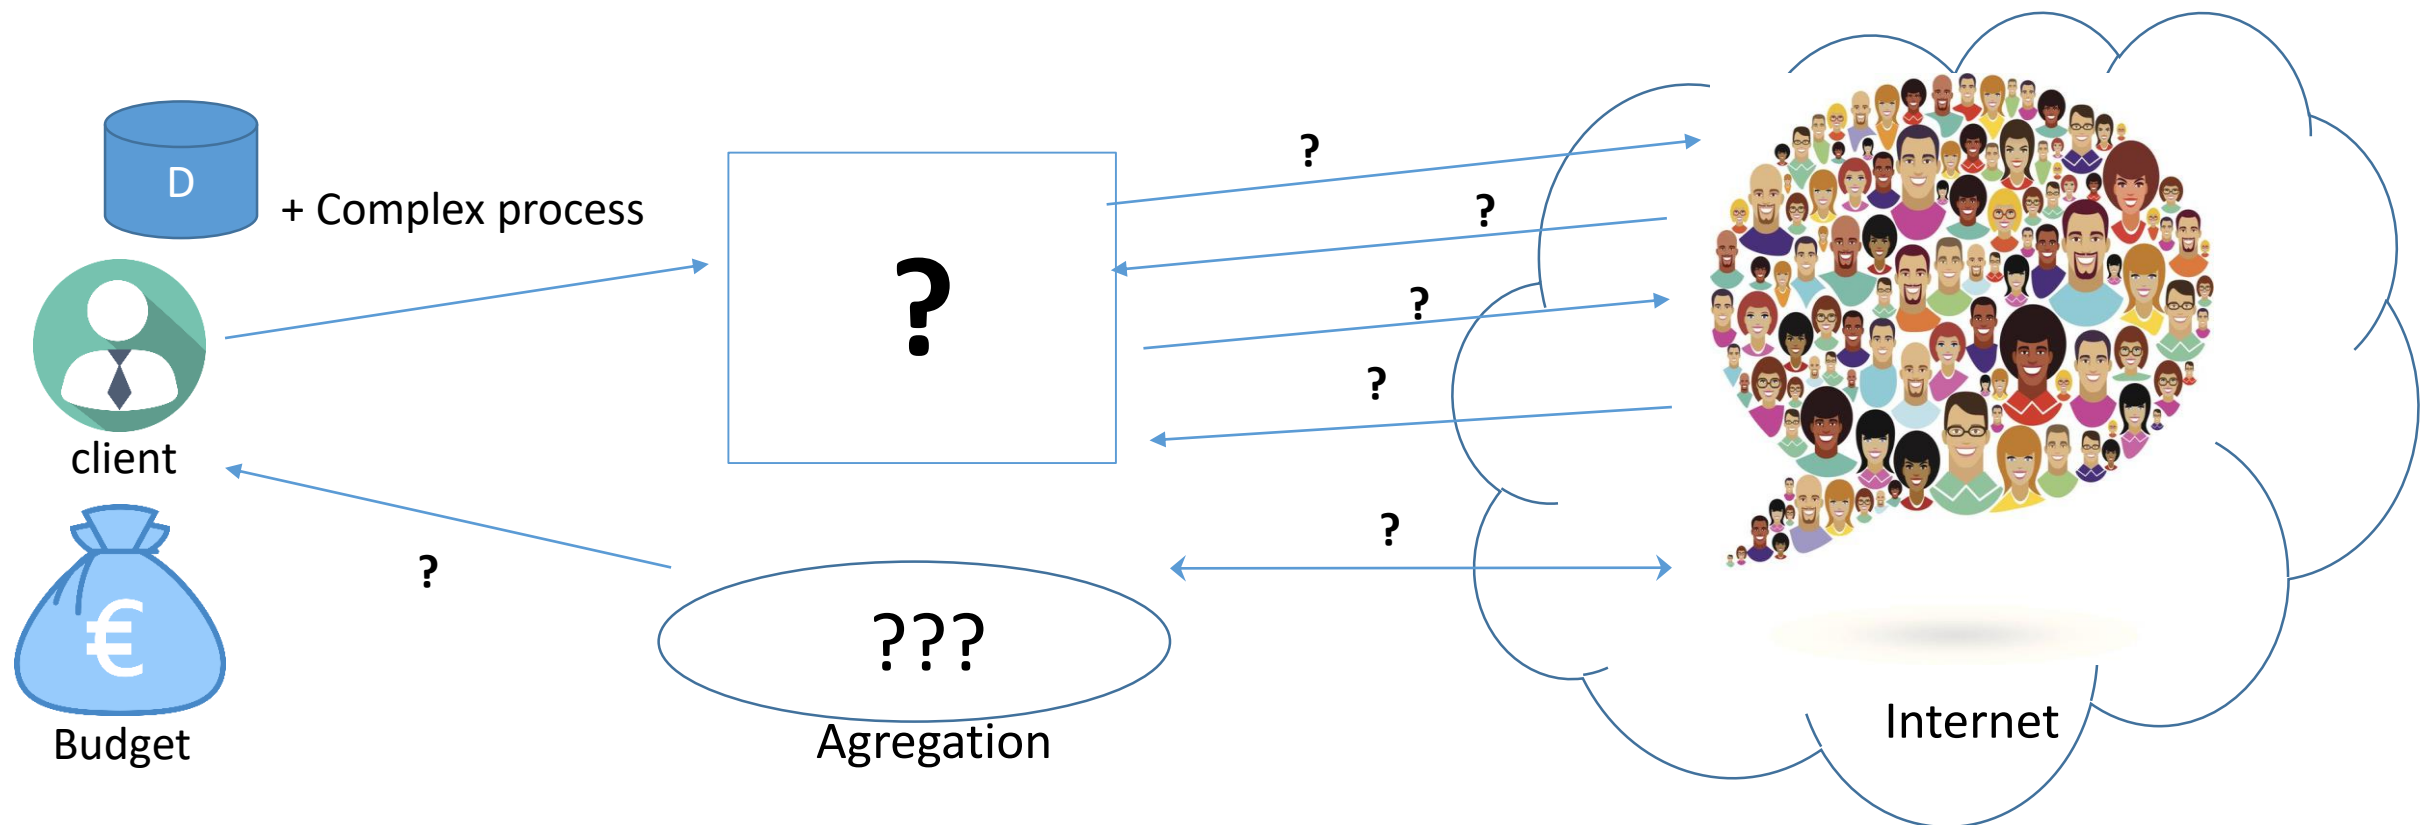 D
+ Complex process
client
€
Budget
?
?
?
?
?
?
?
???
Agregation
Internet